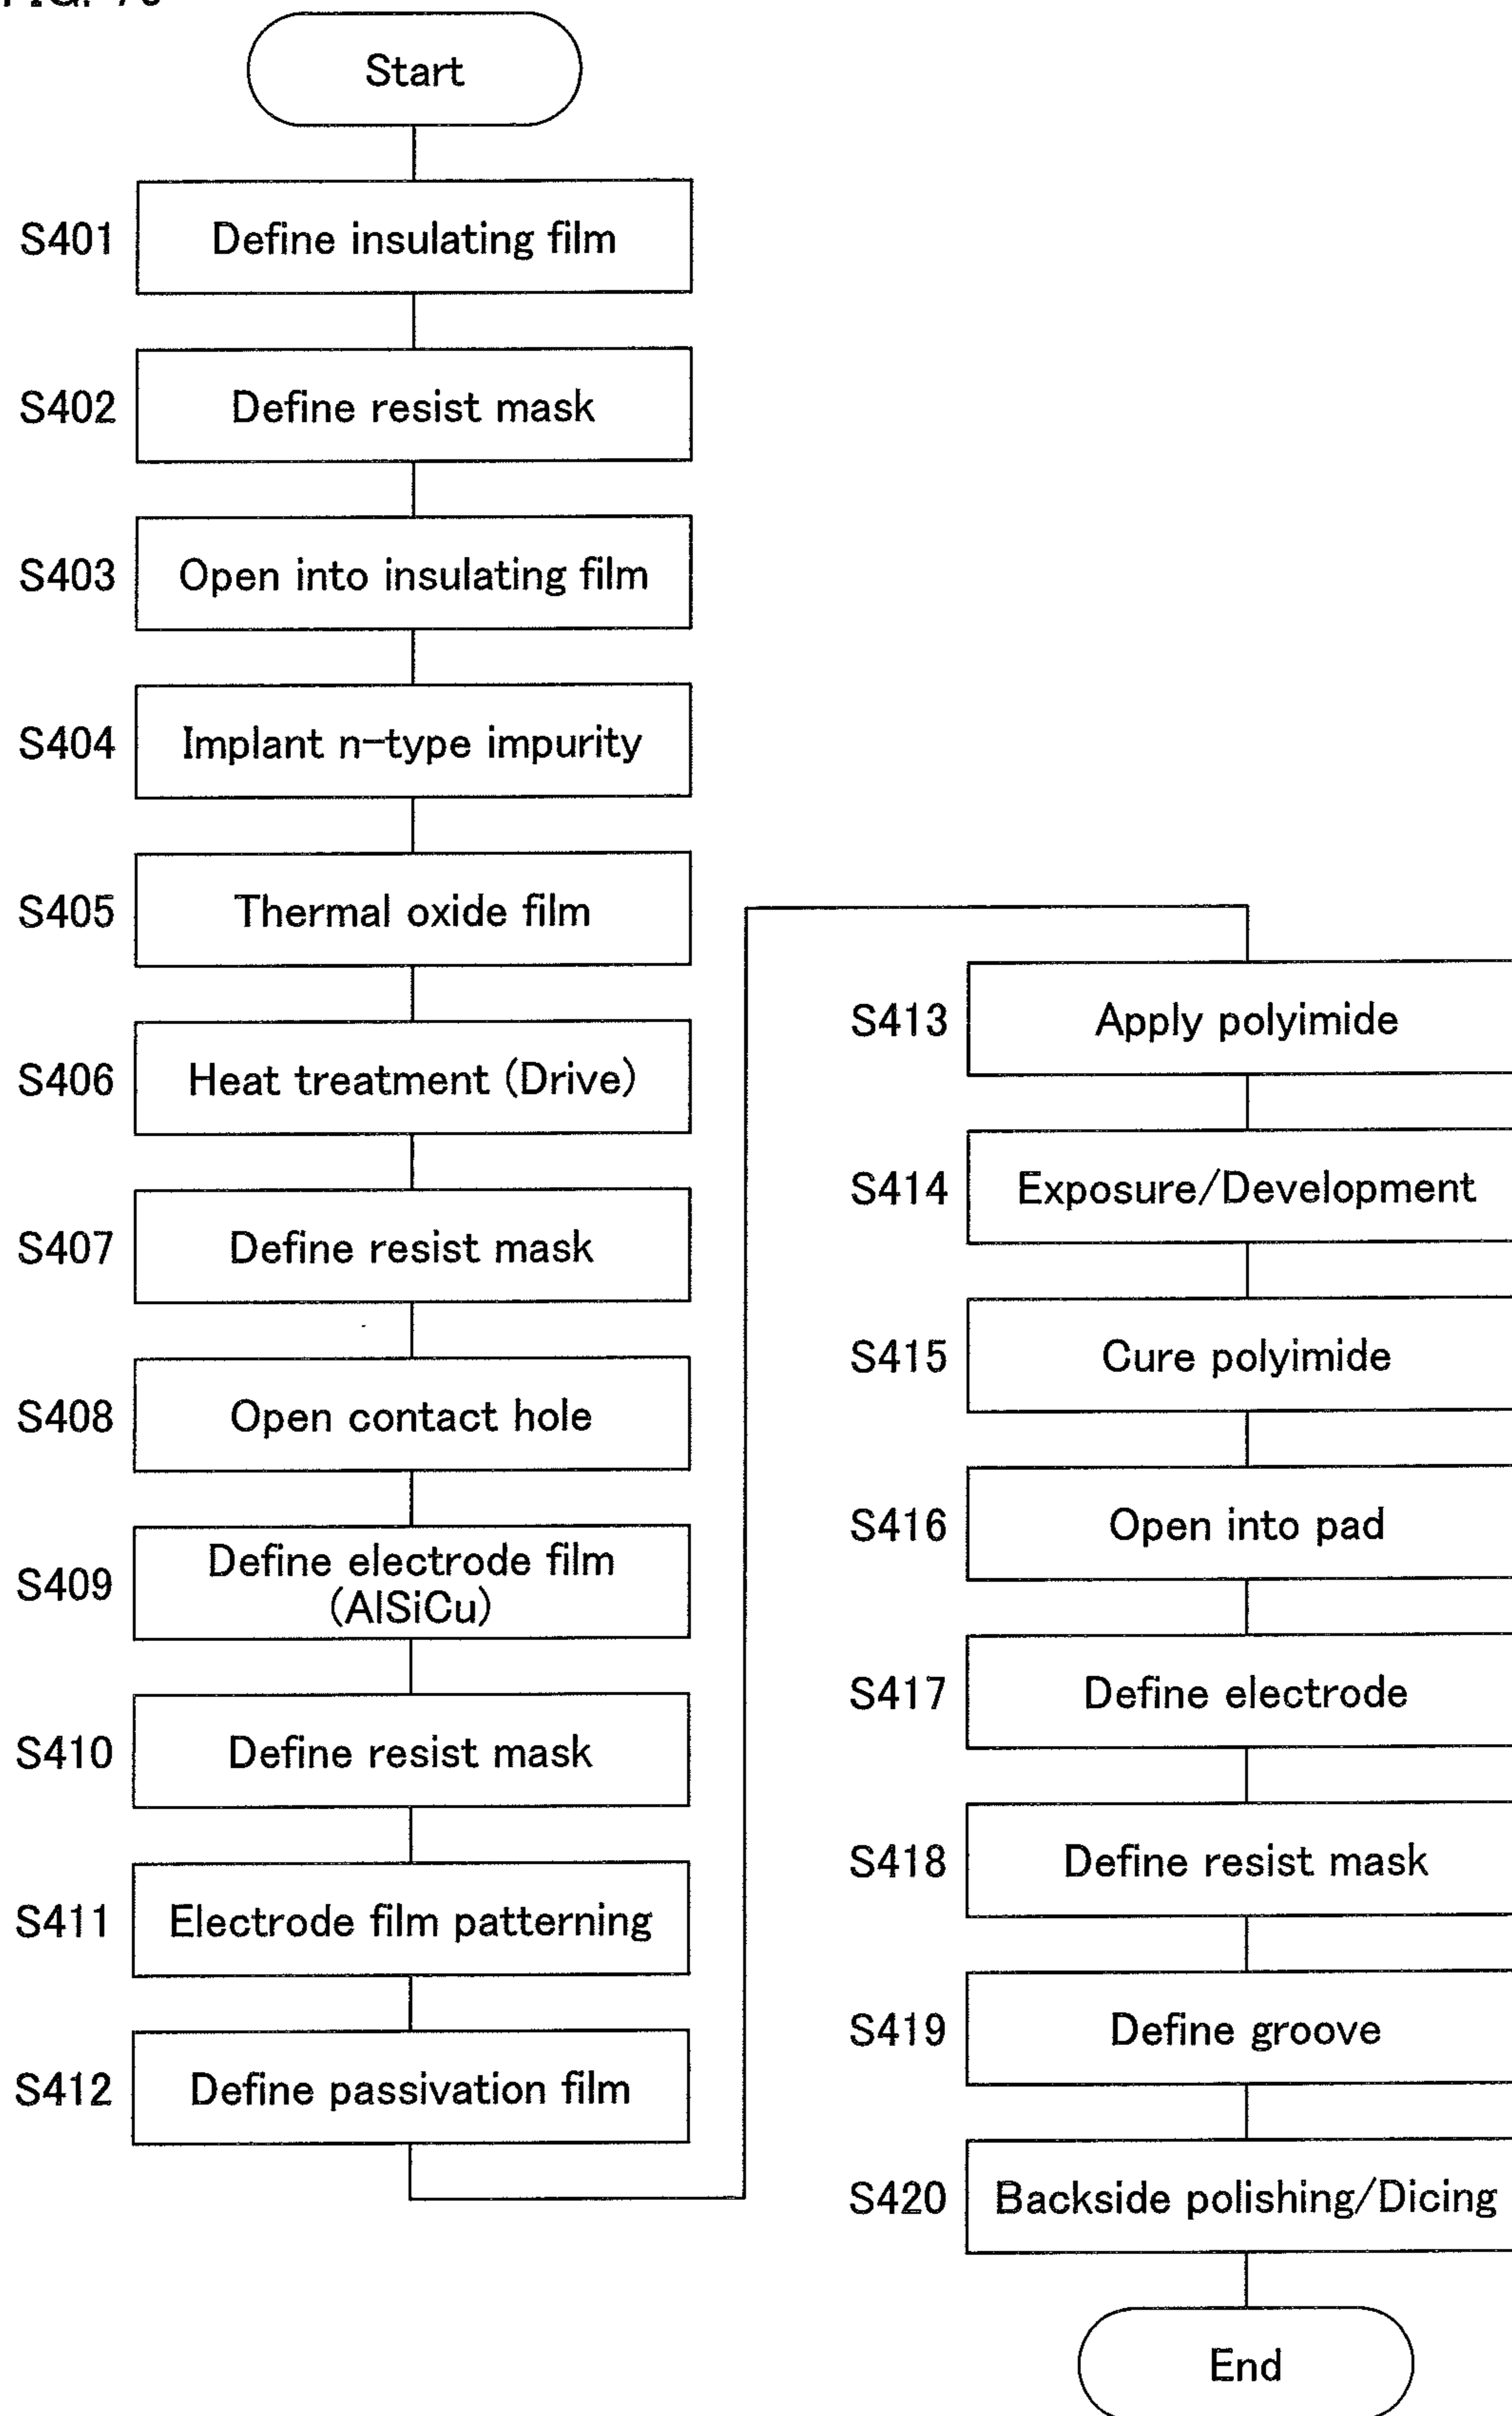 Start
S401 Define insulating film
S402 Define resist mask
S403 Open into insulating film
S404 Implant n-type impurity
S405 Thermal oxide film
S406 Heat treatment (Drive)
S407 Define resist mask
S408 Open contact hole
S409 Define electrode film
(AlSiCu)
S410 Define resist mask
S411 Electrode film patterning
S412 Define passivation film
S413 Apply polyimide
S414 Exposure/Development
S415 Cure polyimide
S416 Open into pad
S417 Define electrode
S418 Define resist mask
S419 Define groove
S420 Backside polishing/Dicing
End